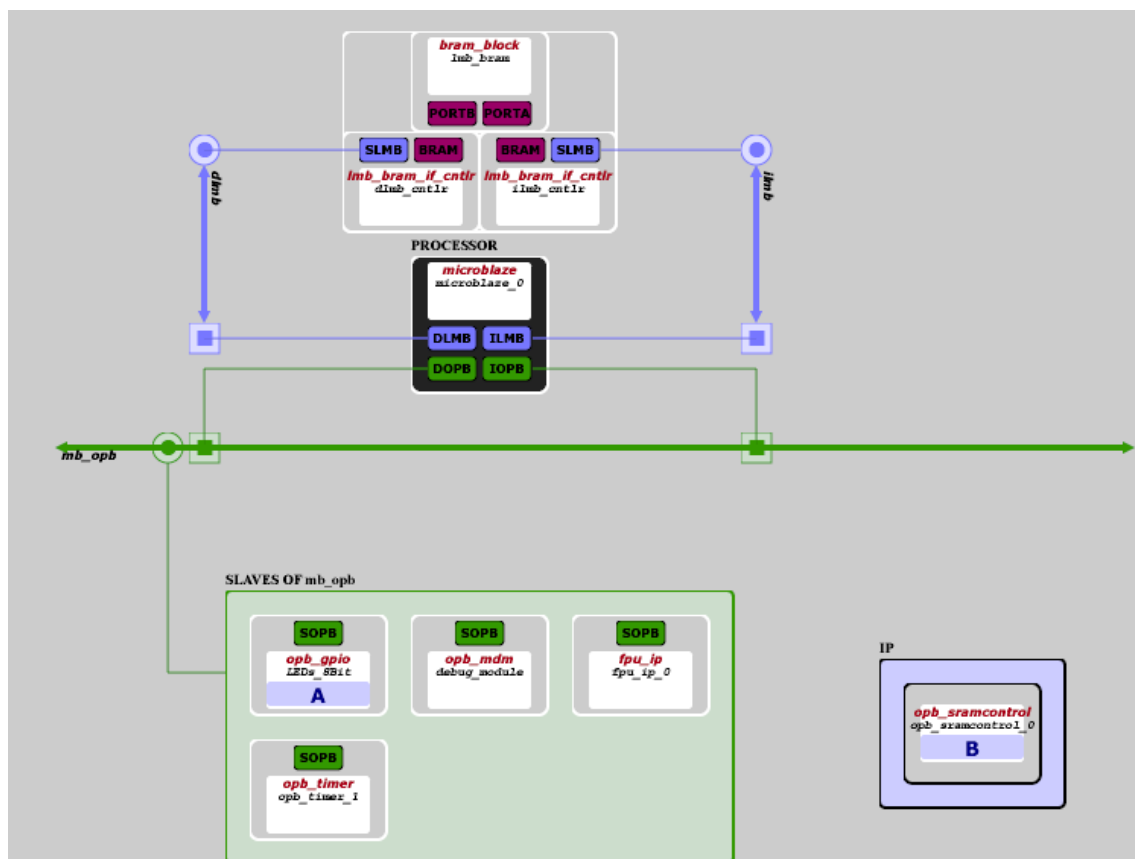 bram_block
lmb_bram
PORTB PORTA
SLMB BRAM BRAM SLMB
lmb_bram_if_cntlr lmb_bram_if_cntlr
dlmb_cntlr ilmb_cntlr
dlmb
ilmb
PROCESSOR
microblaze
microblaze_0
DLMB ILMB
DOPB IOPB
mb_opb
SLAVES OF mb_opb
SOPB SOPB SOPB
opb_gpio opb_mdm fpu_ip
LEDs_8Bit debug_module fpu_ip_0
A
IP
opb_sramcontrol
opb_sramcontrol_0
B
SOPB
opb_timer
opb_timer_1